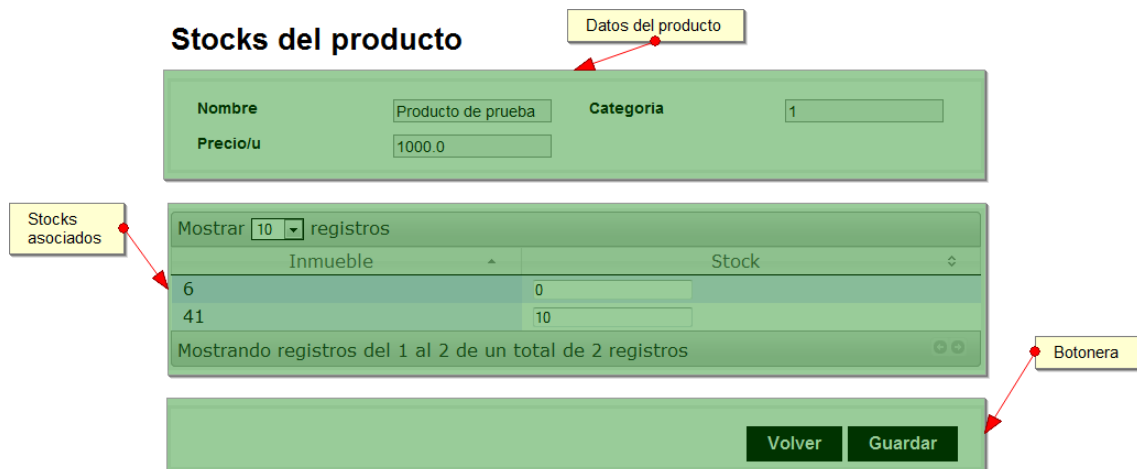 Datos del producto
Stocks del producto
Nombre Producto de prueba Categoria 1
Precio/u 1000.0
Stocks
asociados
Mostrar 10 registros
Inmueble Stock
6 0
41 10
Mostrando registros del 1 al 2 de un total de 2 registros
Botonera
Volver Guardar